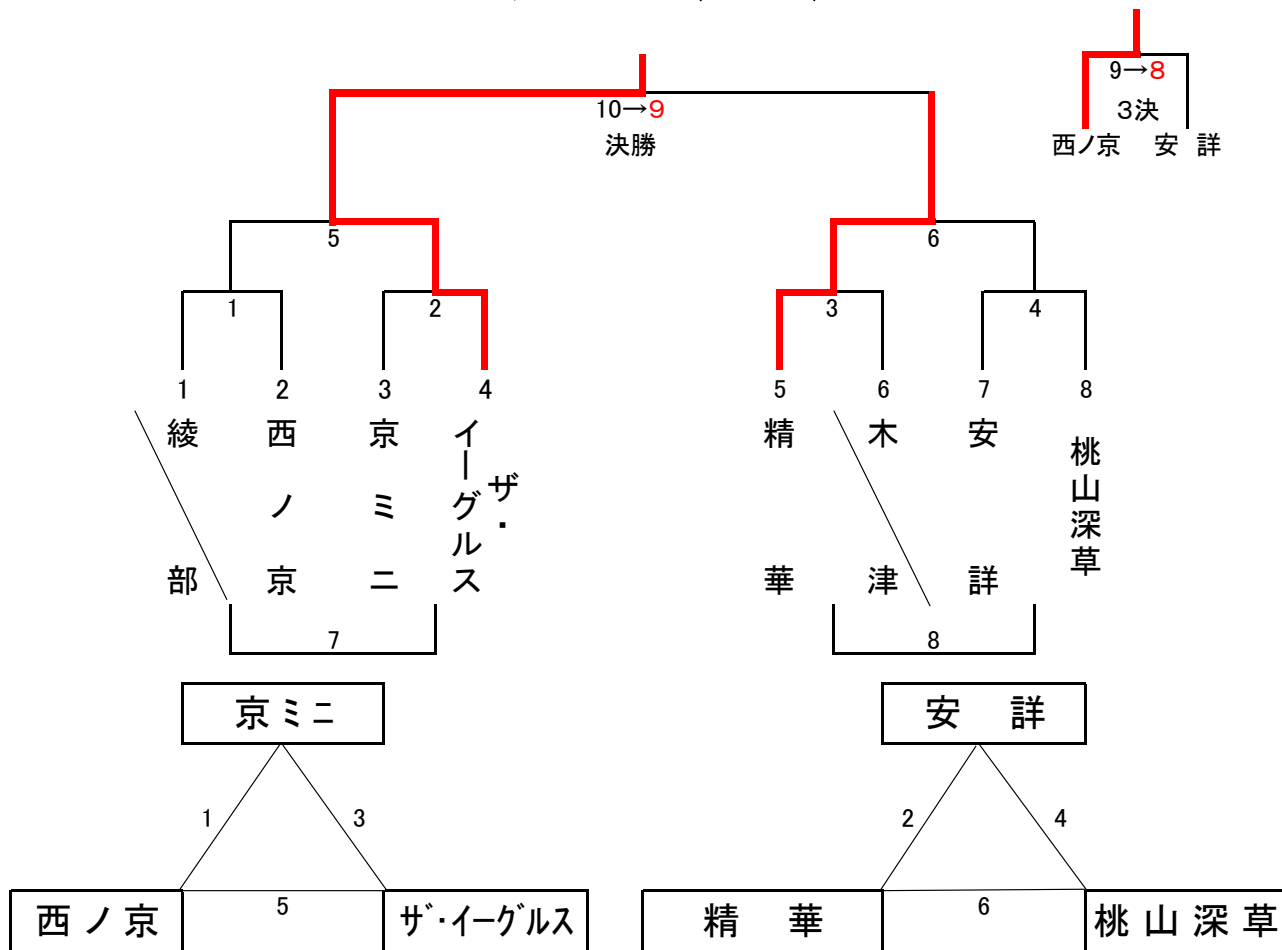 9→8
3決
西ノ京 安 詳
10→9
決勝
5 6
1 2 3 4
1 2 3 4 5 6 7 8
綾部
西ノ京
京ミニ
ザ・イーグルス
精華
木津
安詳
桃山深草
7 8
京ミニ 安 詳
1 3 2 4
西ノ京 5 ザ・イーグルス 精 華 6 桃山深草